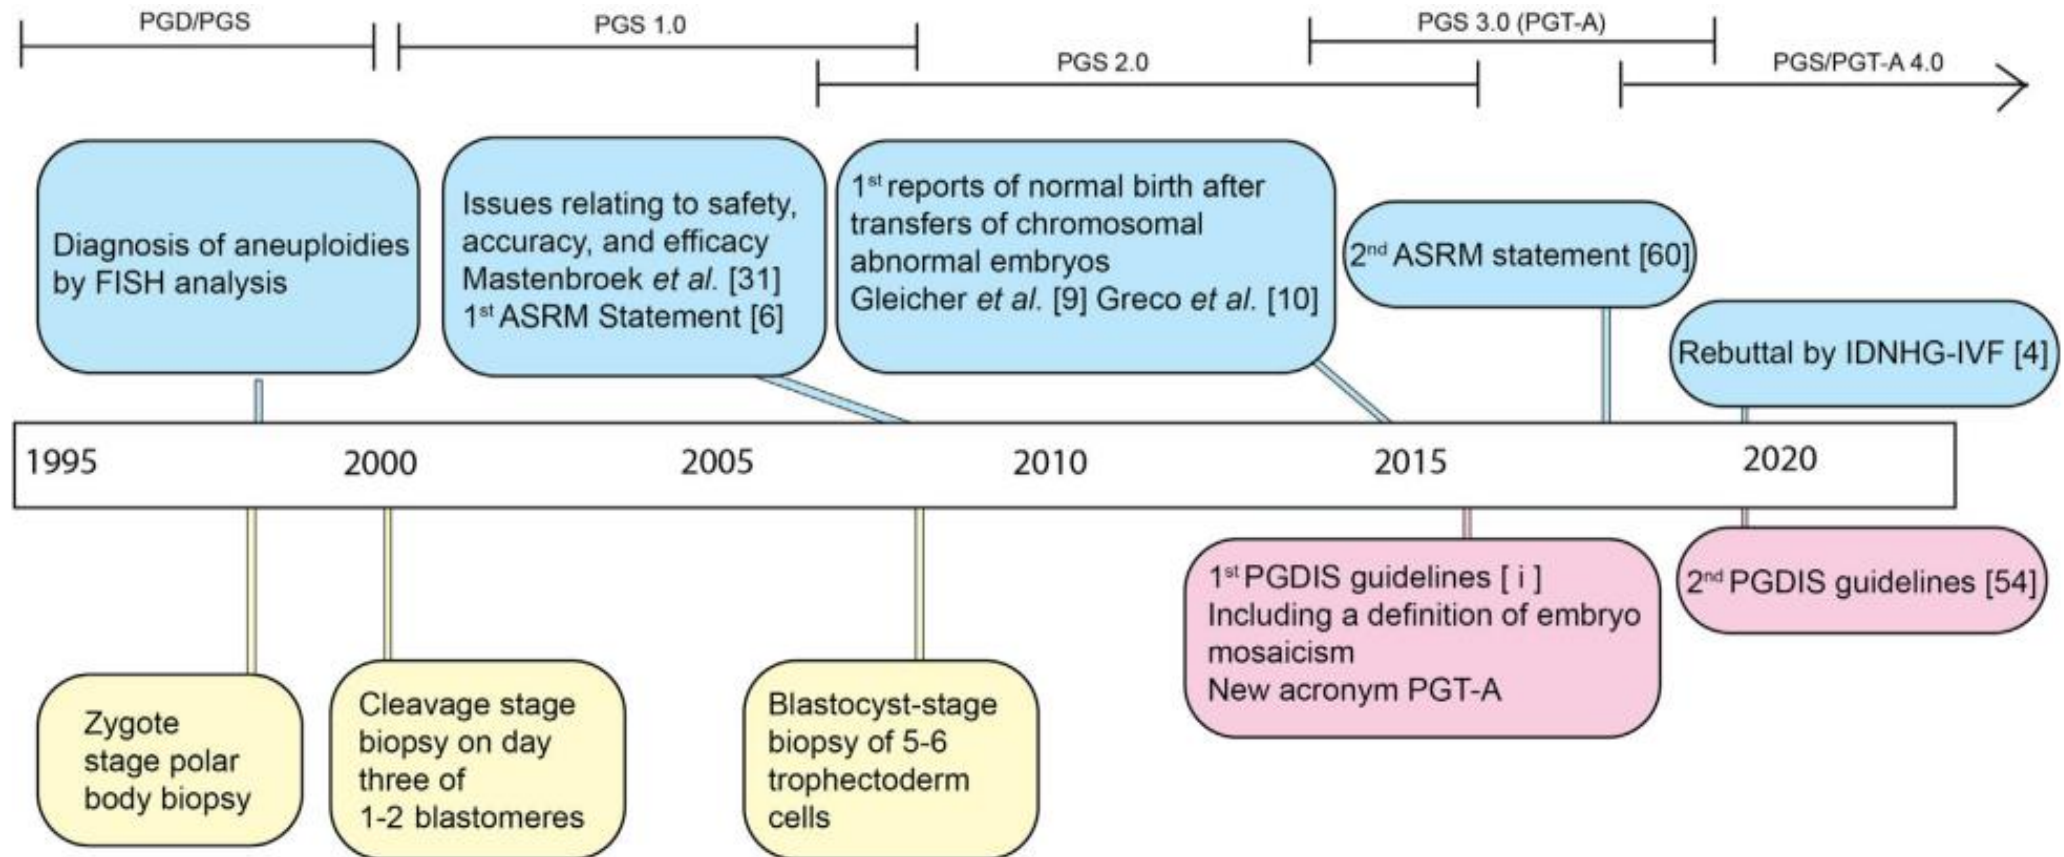 PGD/PGS
PGS 1.0
PGS 3.0 (PGT-A)
PGS 2.0
PGS/PGT-A 4.0
Diagnosis of aneuploidies
by FISH analysis
Issues relating to safety,
accuracy, and efficacy
Mastenbroek et al. [31]
1st ASRM Statement [6]
1st reports of normal birth after
transfers of chromosomal
abnormal embryos
Gleicher et al. [9] Greco et al. [10]
2nd ASRM statement [60]
Rebuttal by IDNHG-IVF [4]
1995 2000 2005 2010 2015 2020
Zygote
stage polar
body biopsy
Cleavage stage
biopsy on day
three of
1-2 blastomeres
Blastocyst-stage
biopsy of 5-6
trophectoderm
cells
1st PGDIS guidelines [ i ]
Including a definition of embryo
mosaicism
New acronym PGT-A
2nd PGDIS guidelines [54]